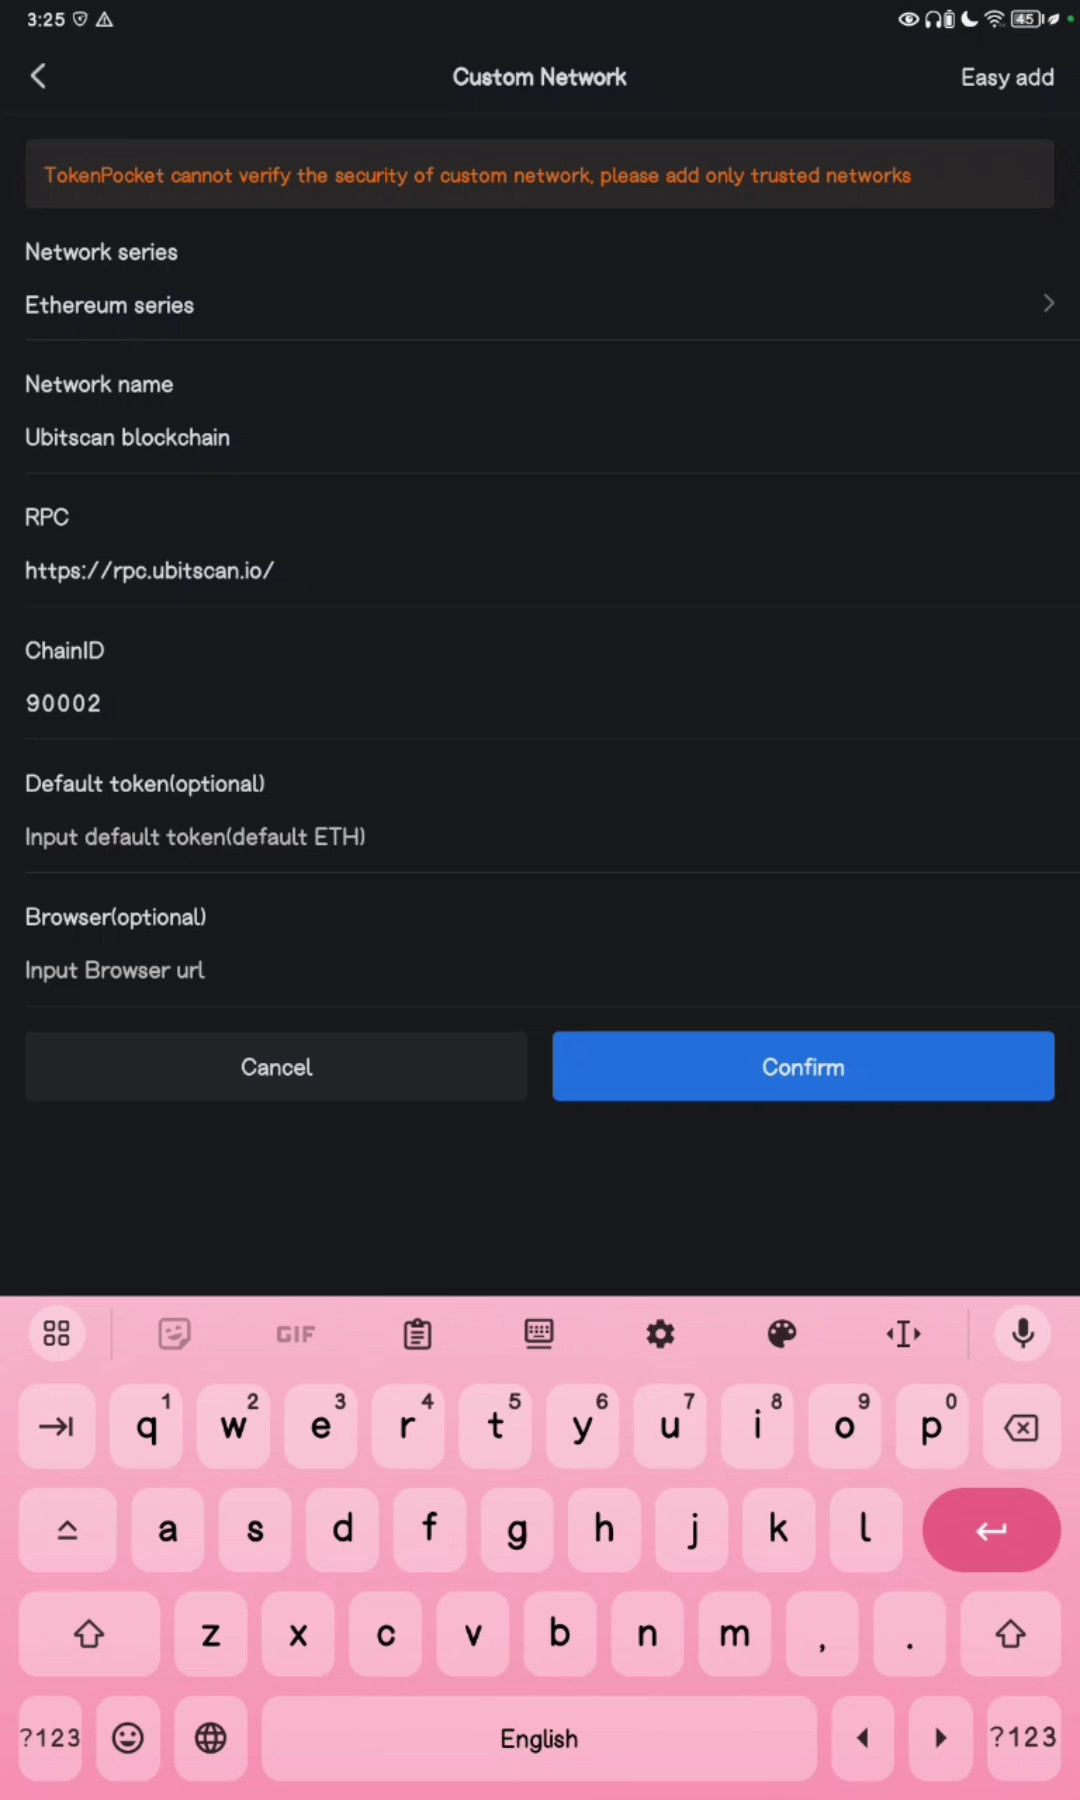 3:25
45
Custom Network
Easy add
TokenPocket cannot verify the security of custom network, please add only trusted networks
Network series
Ethereum series
Network name
Ubitscan blockchain
RPC
https://rpc.ubitscan.io/
ChainID
90002
Default token(optional)
Input default token(default ETH)
Browser(optional)
Input Browser url
Cancel
Confirm
GIF
q 1 w 2 e 3 r 4 t 5 y 6 u 7 i 8 o 9 p 0
a s d f g h j k l
z x c v b n m , .
?123 English ?123